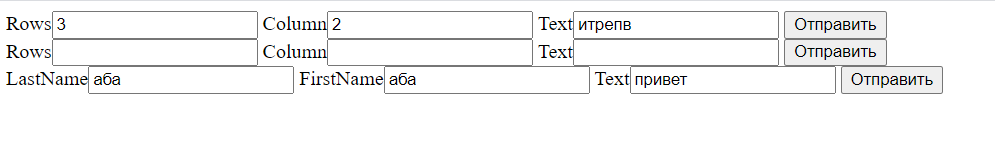 Rows 3 Column 2 Text итрепв Отправить
Rows Column Text Отправить
LastName аба FirstName аба Text привет Отправить